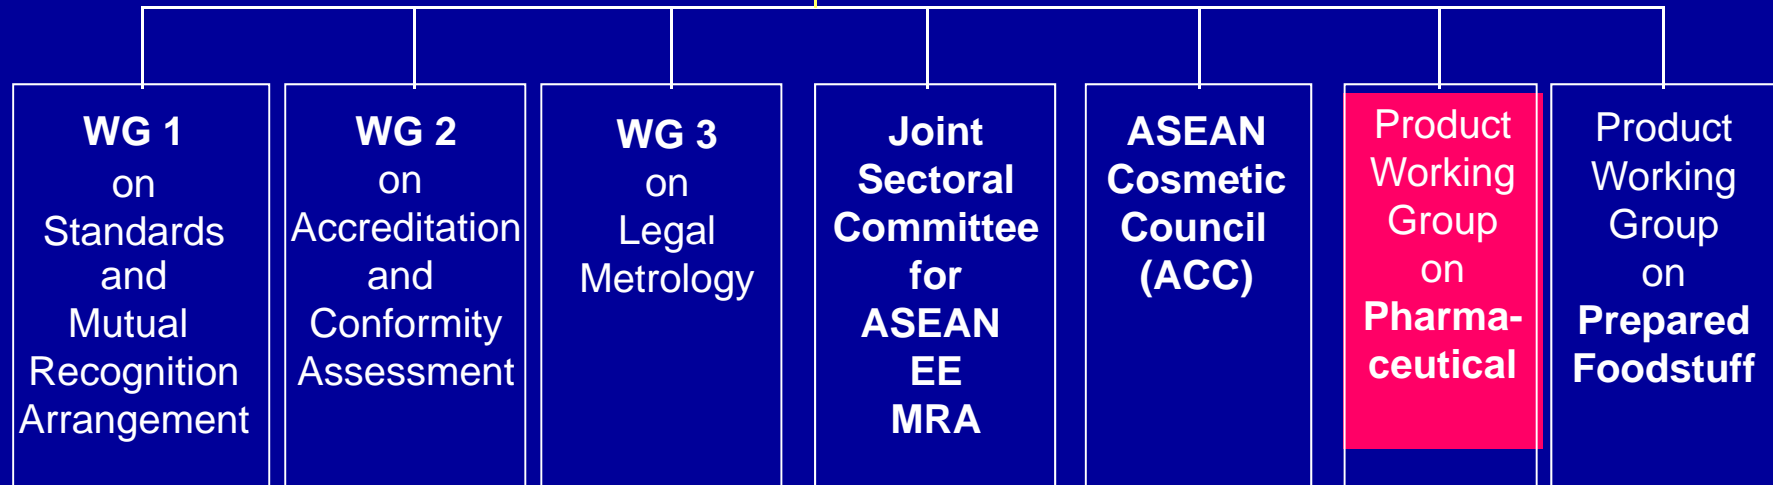 WG 1
on
Standards
and
Mutual
Recognition
Arrangement
WG 2
on
Accreditation
and
Conformity
Assessment
WG 3
on
Legal
Metrology
Joint
Sectoral
Committee
for
ASEAN
EE
MRA
ASEAN
Cosmetic
Council
(ACC)
Product
Working
Group
on
Pharma-
ceutical
Product
Working
Group
on
Prepared
Foodstuff